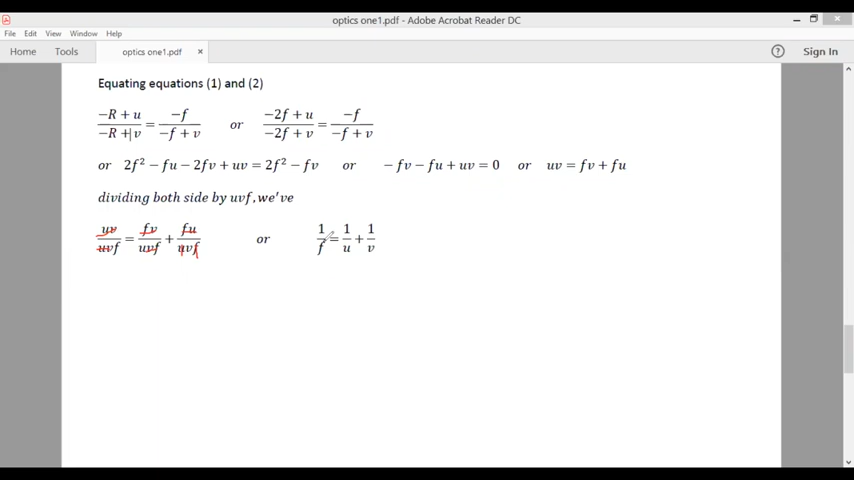 optics one1.pdf - Adobe Acrobat Reader DC
File Edit View Window Help
Home Tools optics one1.pdf × ? Sign In
Equating equations (1) and (2)
(−R + u)/(−R + v) = (−f)/(−f + v) or (−2f + u)/(−2f + v) = (−f)/(−f + v)
or 2f² − fu − 2fv + uv = 2f² − fv or − fv − fu + uv = 0 or uv = fv + fu
dividing both side by uvf, we've
uv/uvf = fv/uvf + fu/uvf or 1/f = 1/u + 1/v